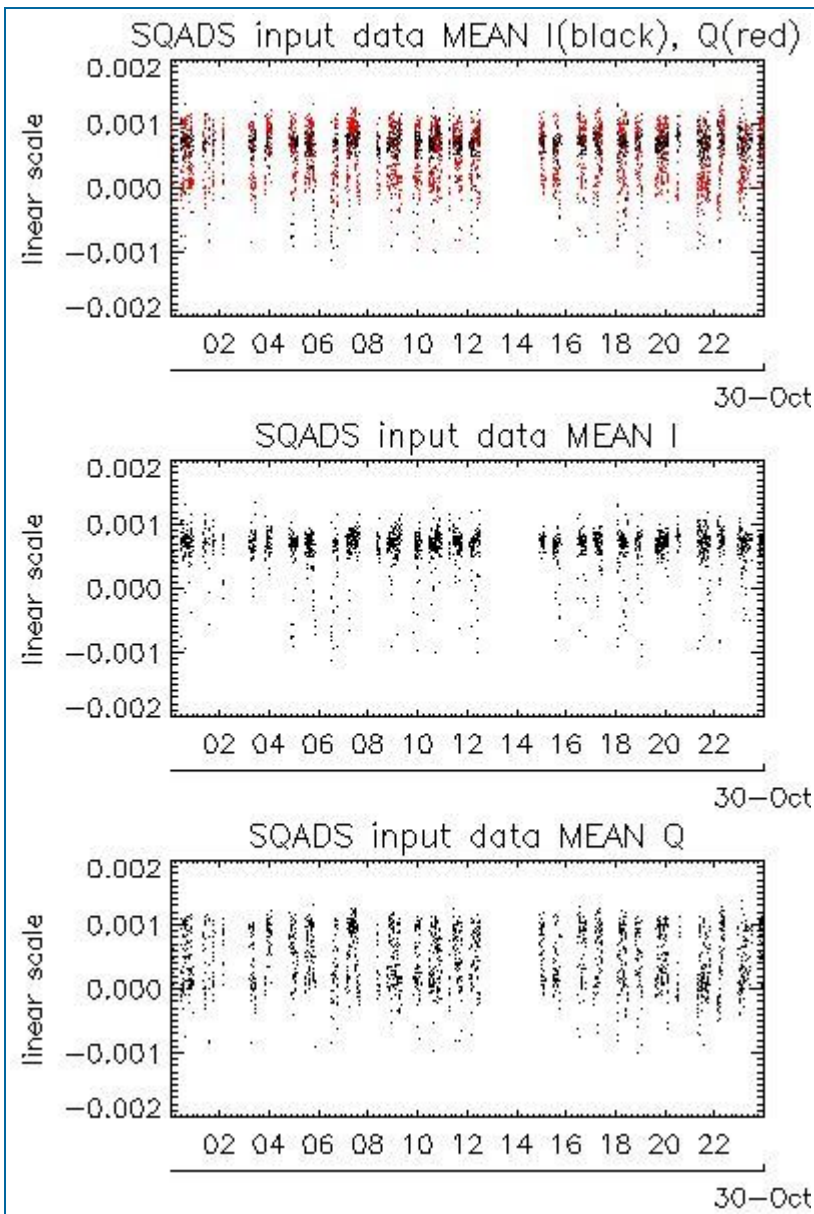 SQADS input data MEAN I(black), Q(red)
0.002
0.001
0.000
-0.001
-0.002
linear scale
02 04 06 08 10 12 14 16 18 20 22
30-Oct
SQADS input data MEAN I
0.002
0.001
0.000
-0.001
-0.002
linear scale
02 04 06 08 10 12 14 16 18 20 22
30-Oct
SQADS input data MEAN Q
0.002
0.001
0.000
-0.001
-0.002
linear scale
02 04 06 08 10 12 14 16 18 20 22
30-Oct